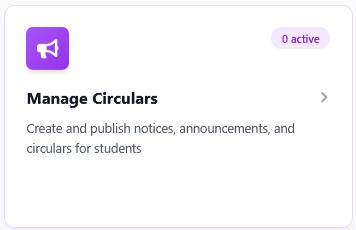 0 active
Manage Circulars
Create and publish notices, announcements, and
circulars for students